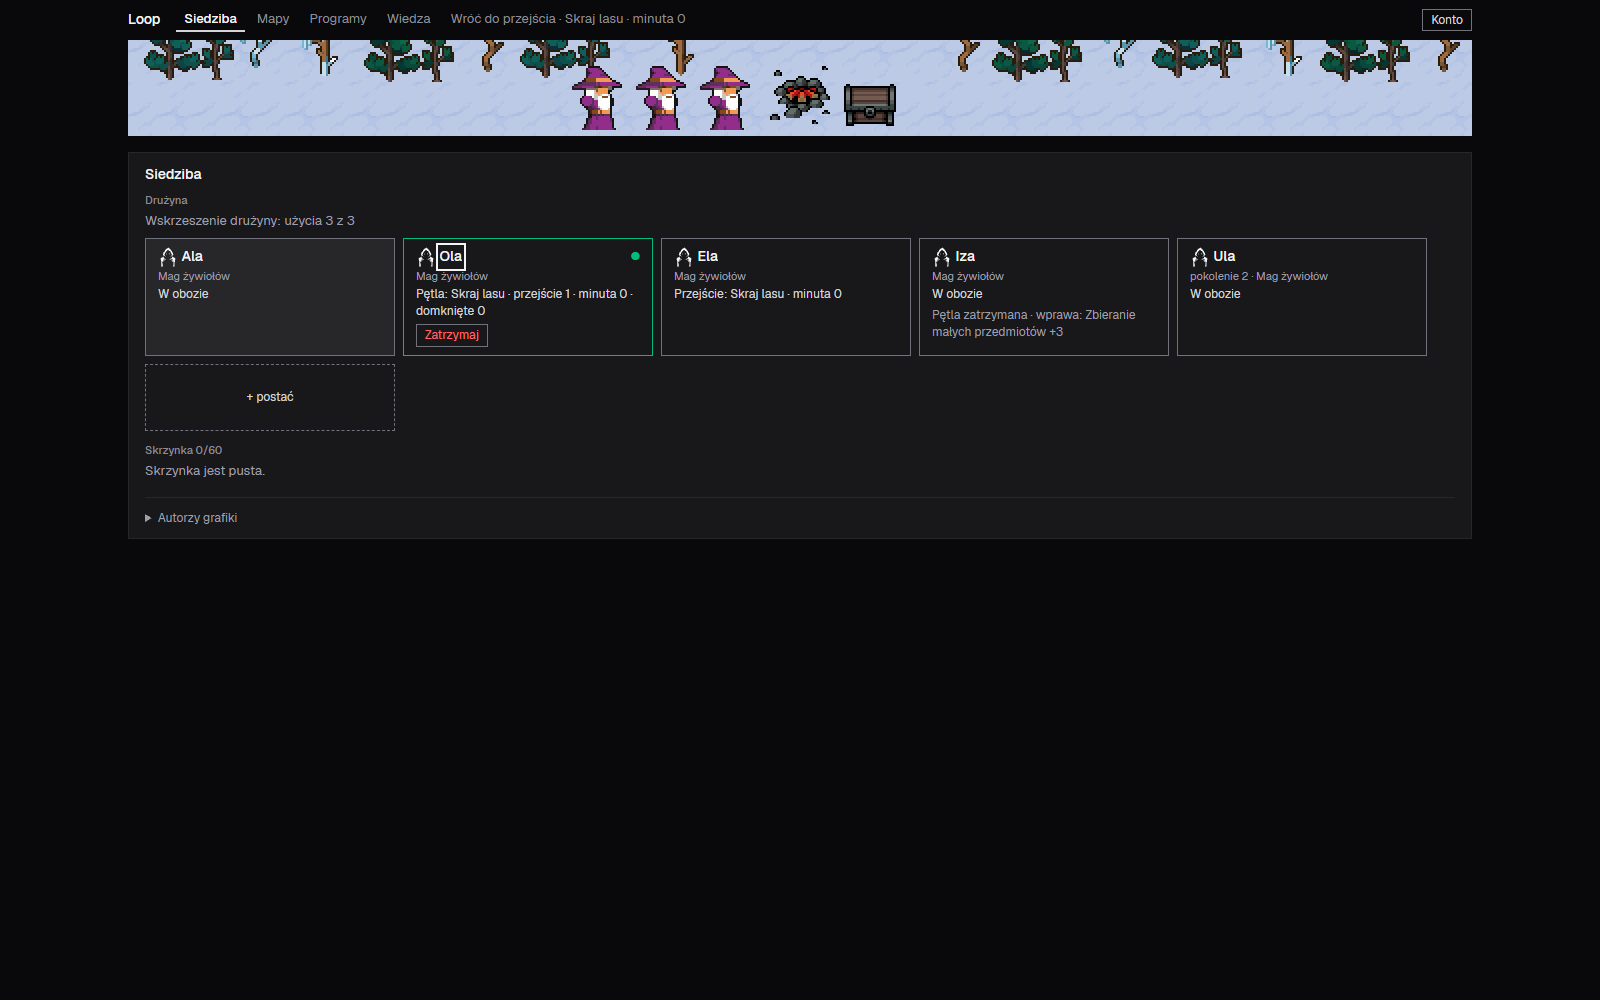 Loop Siedziba Mapy Programy Wiedza Wróć do przejścia · Skraj lasu · minuta 0 Konto
Siedziba
Drużyna
Wskrzeszenie drużyny: użycia 3 z 3
Ala
Mag żywiołów
W obozie
Ola
Mag żywiołów
Pętla: Skraj lasu · przejście 1 · minuta 0 ·
domknięte 0
Zatrzymaj
Ela
Mag żywiołów
Przejście: Skraj lasu · minuta 0
Iza
Mag żywiołów
W obozie
Pętla zatrzymana · wprawa: Zbieranie
małych przedmiotów +3
Ula
pokolenie 2 · Mag żywiołów
W obozie
+ postać
Skrzynka 0/60
Skrzynka jest pusta.
Autorzy grafiki